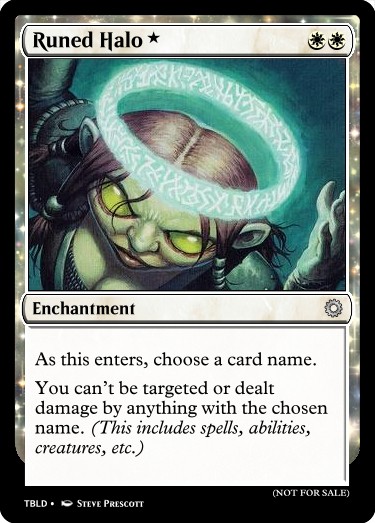 Runed Halo ★
Enchantment
As this enters, choose a card name.
You can't be targeted or dealt
damage by anything with the chosen
name. (This includes spells, abilities,
creatures, etc.)
(NOT FOR SALE)
TBLD • Steve Prescott